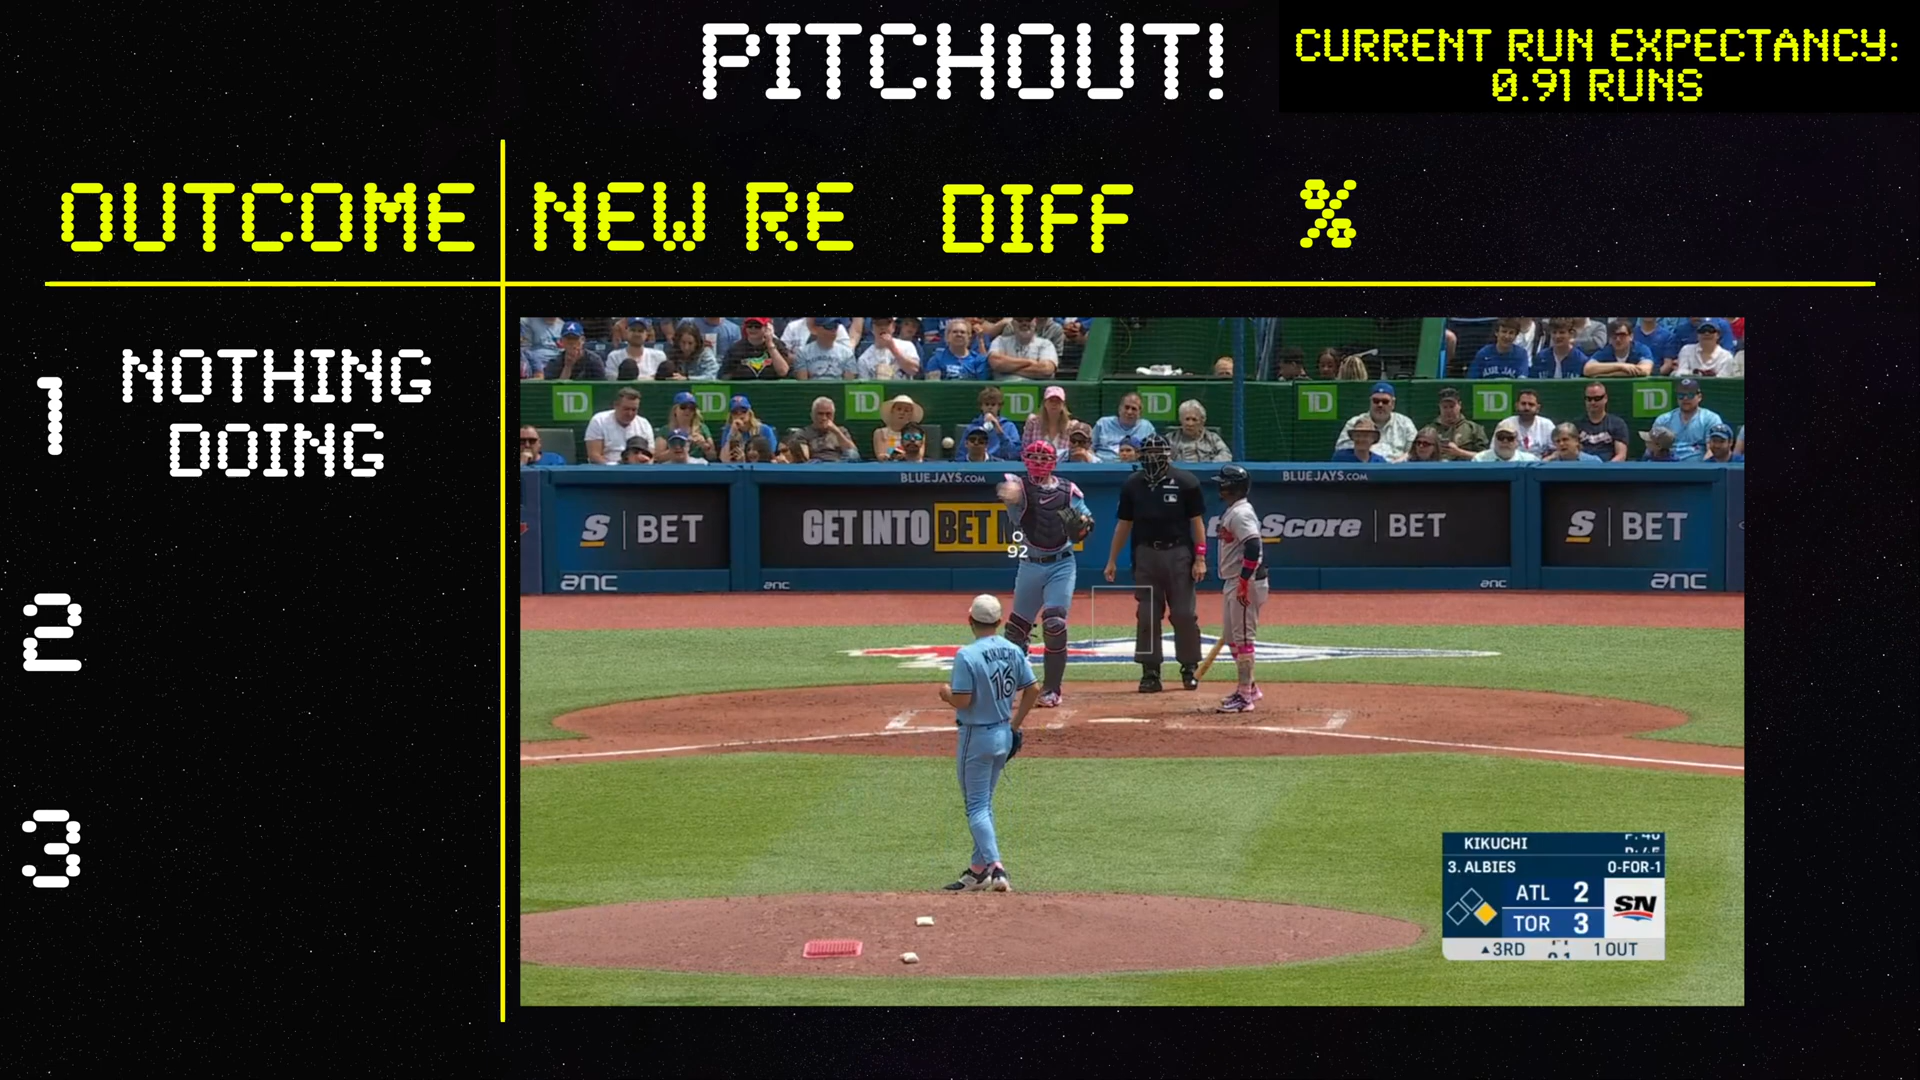 PITCHOUT!
CURRENT RUN EXPECTANCY:
0.91 RUNS
OUTCOME
NEW RE
DIFF
%
1
NOTHING
DOING
2
3
TD
TD
TD
TD
TD
TD
TD
TD
BLUEJAYS.COM
BLUEJAYS.COM
S | BET
GET INTO BET
Score | BET
S | BET
92
anc
anc
anc
anc
KIKUCHI
16
KIKUCHI
3. ALBIES 0-FOR-1
ATL 2
TOR 3
SN
▲3RD 1 OUT